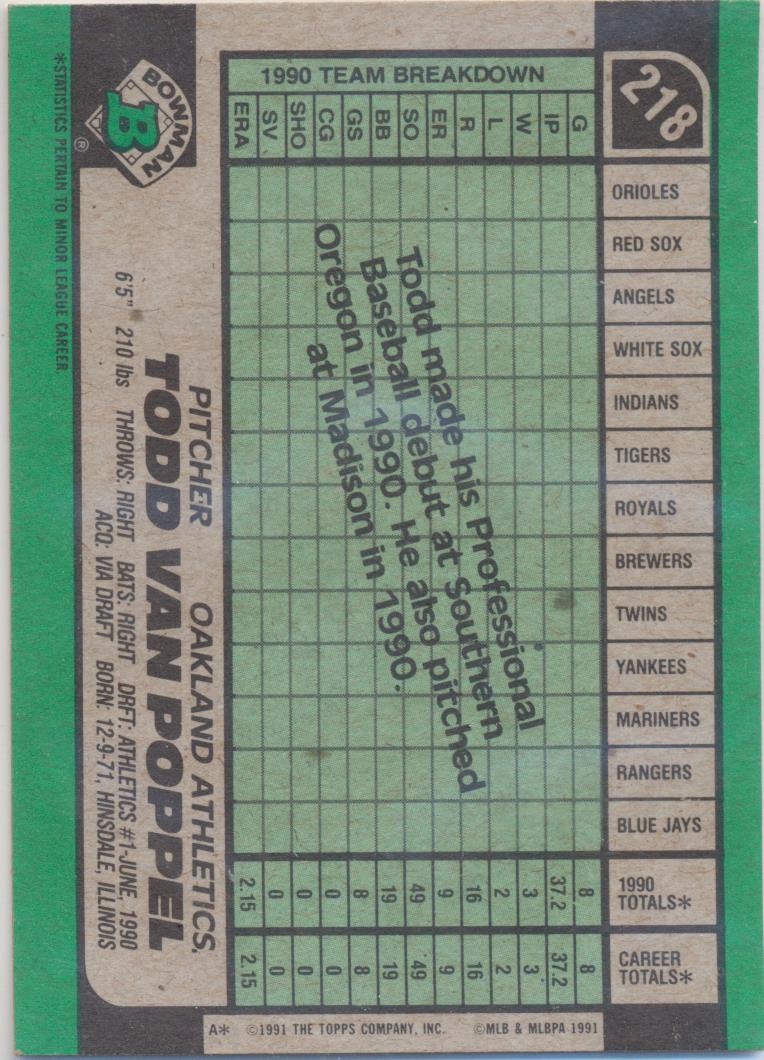 218
ORIOLES
RED SOX
ANGELS
WHITE SOX
INDIANS
TIGERS
ROYALS
BREWERS
TWINS
YANKEES
MARINERS
RANGERS
BLUE JAYS
1990
TOTALS*
CAREER
TOTALS*
1990 TEAM BREAKDOWN
G IP W L R ER SO BB GS CG SHO SV ERA
8 37.2 3 2 16 9 49 19 8 0 0 0 2.15
8 37.2 3 2 16 9 49 19 8 0 0 0 2.15
Todd made his Professional
Baseball debut at Southern
Oregon in 1990. He also pitched
at Madison in 1990.
PITCHER OAKLAND ATHLETICS.
TODD VAN POPPEL
6'5" 210 lbs THROWS: RIGHT BATS: RIGHT DRFT: ATHLETICS #1-JUNE, 1990
ACQ: VIA DRAFT BORN: 12-9-71, HINSDALE, ILLINOIS
BOWMAN
B
®
*STATISTICS PERTAIN TO MINOR LEAGUE CAREER.
A* ©1991 THE TOPPS COMPANY, INC. ©MLB & MLBPA 1991